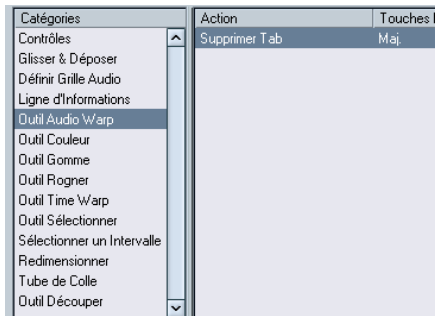 Catégories
Contrôles
Glisser & Déposer
Définir Grille Audio
Ligne d'Informations
Outil Audio Warp
Outil Couleur
Outil Gomme
Outil Rogner
Outil Time Warp
Outil Sélectionner
Sélectionner un Intervalle
Redimensionner
Tube de Colle
Outil Découper
Action Touches
Supprimer Tab Maj.